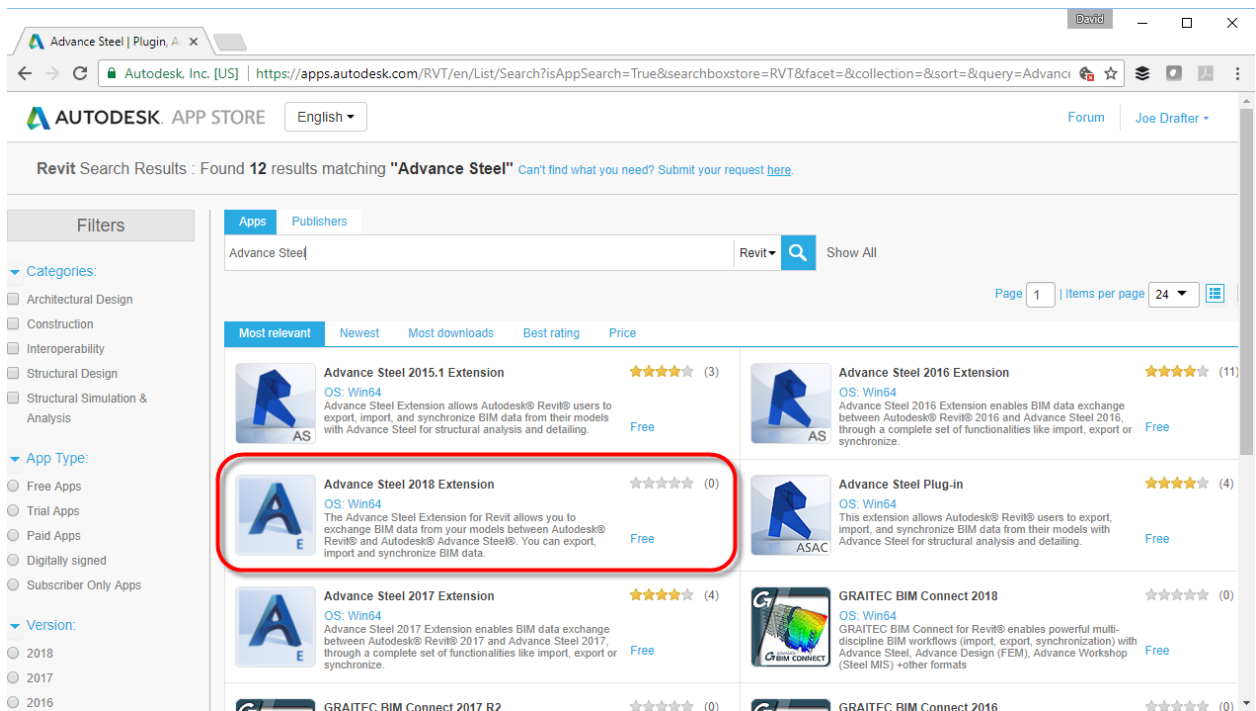 David
Advance Steel | Plugin, A
Autodesk, Inc. [US] | https://apps.autodesk.com/RVT/en/List/Search?isAppSearch=True&searchboxstore=RVT&facet=&collection=&sort=&query=Advance
AUTODESK. APP STORE
English
Forum
Joe Drafter
Revit Search Results : Found 12 results matching "Advance Steel" Can't find what you need? Submit your request here.
Filters
Categories:
Architectural Design
Construction
Interoperability
Structural Design
Structural Simulation &
Analysis
App Type:
Free Apps
Trial Apps
Paid Apps
Digitally signed
Subscriber Only Apps
Version:
2018
2017
2016
Apps
Publishers
Advance Steel
Revit
Show All
Page 1 | Items per page 24
Most relevant
Newest
Most downloads
Best rating
Price
AS
Advance Steel 2015.1 Extension
(3)
OS: Win64
Advance Steel Extension allows Autodesk® Revit® users to
export, import, and synchronize BIM data from their models
with Advance Steel for structural analysis and detailing.
Free
AS
Advance Steel 2016 Extension
(11)
OS: Win64
Advance Steel 2016 Extension enables BIM data exchange
between Autodesk® Revit® 2016 and Advance Steel 2016,
through a complete set of functionalities like import, export or
synchronize.
Free
E
Advance Steel 2018 Extension
(0)
OS: Win64
The Advance Steel Extension for Revit allows you to
exchange BIM data from your models between Autodesk®
Revit® and Autodesk® Advance Steel®. You can export,
import and synchronize BIM data.
Free
ASAC
Advance Steel Plug-in
(4)
OS: Win64
This extension allows Autodesk® Revit® users to export,
import, and synchronize BIM data from their models with
Advance Steel for structural analysis and detailing.
Free
E
Advance Steel 2017 Extension
(4)
OS: Win64
Advance Steel 2017 Extension enables BIM data exchange
between Autodesk® Revit® 2017 and Advance Steel 2017,
through a complete set of functionalities like import, export or
synchronize.
Free
G
ADVANCE
BIM CONNECT
GRAITEC BIM Connect 2018
(0)
OS: Win64
GRAITEC BIM Connect for Revit® enables powerful multi-
discipline BIM workflows (import, export, synchronization) with
Advance Steel, Advance Design (FEM), Advance Workshop
(Steel MIS) +other formats
Free
GRAITEC BIM Connect 2017 R2
(0)
GRAITEC BIM Connect 2016
(0)